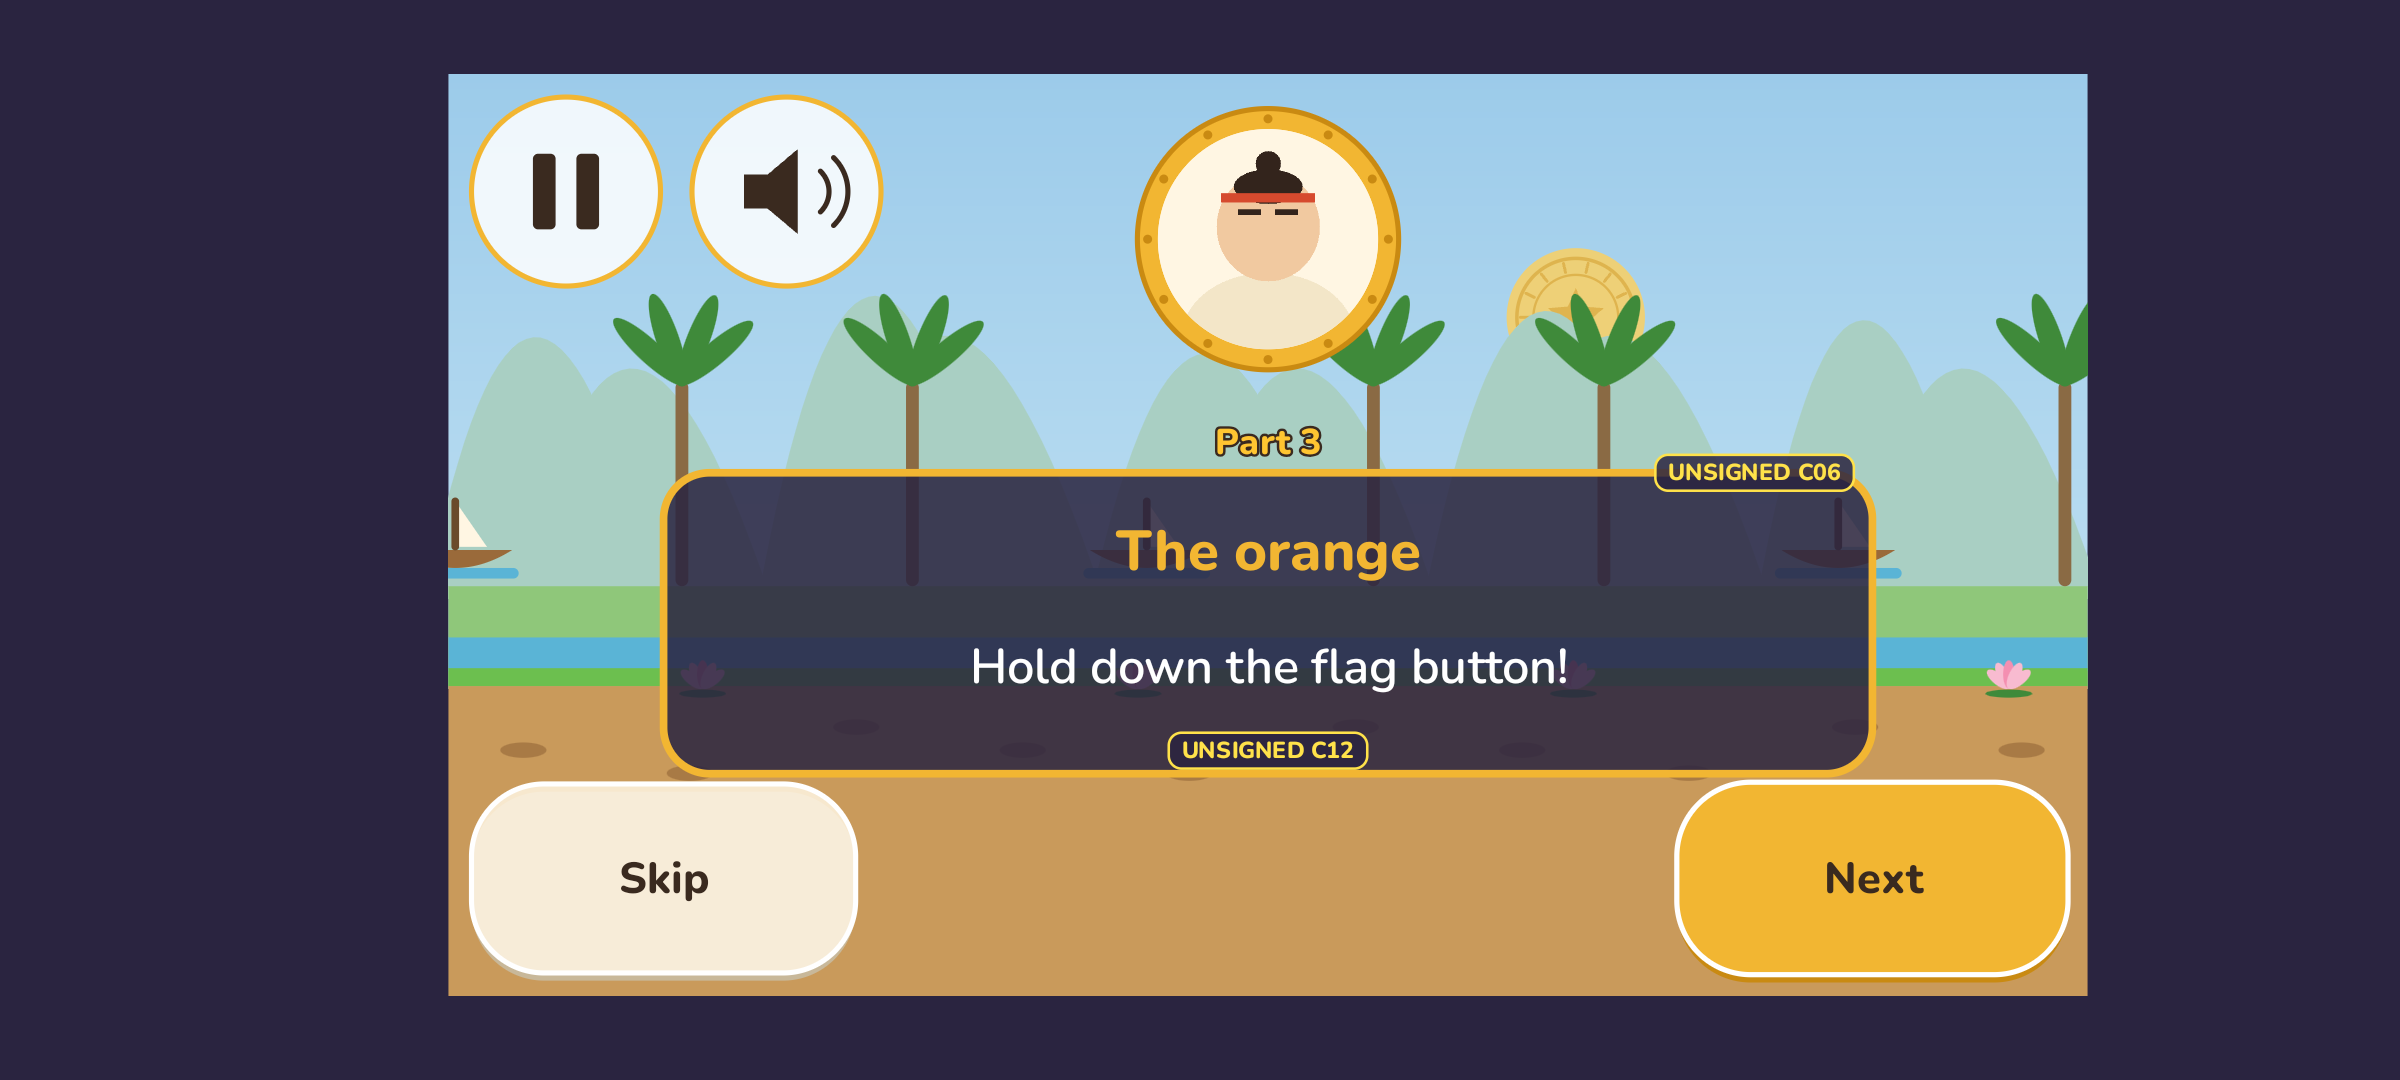 Part 3
UNSIGNED C06
The orange
Hold down the flag button!
UNSIGNED C12
Skip
Next